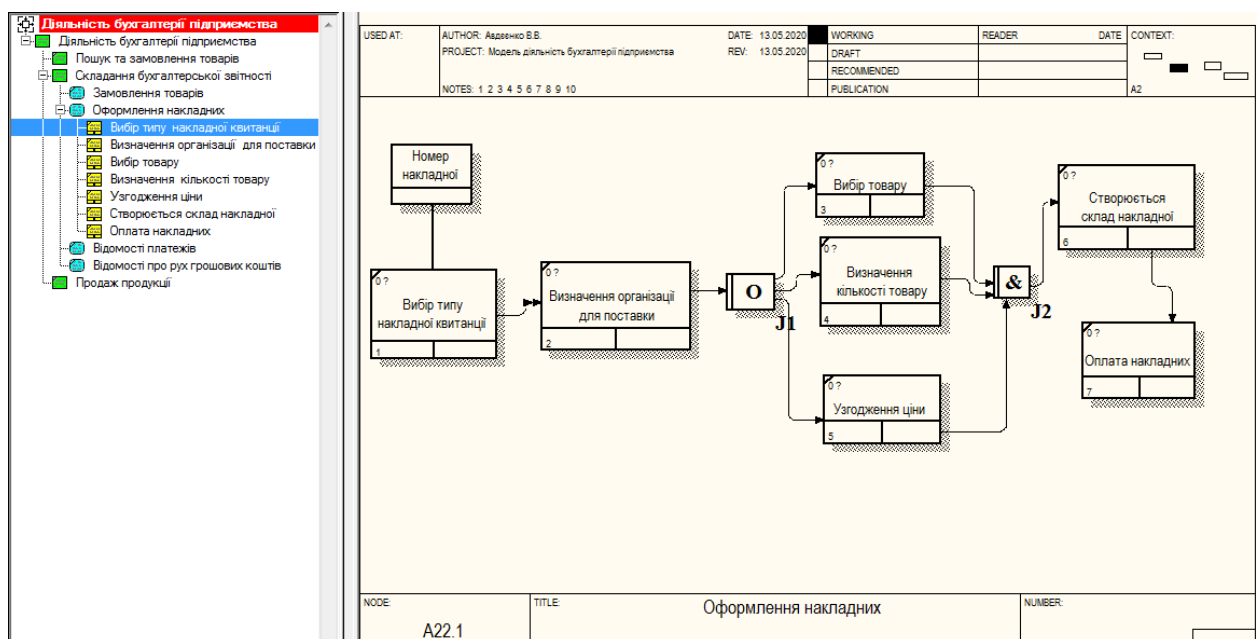 Діяльність бухгалтерії підприємства
Діяльність бухгалтерії підприємства
Пошук та замовлення товарів
Складання бухгалтерської звітності
Замовлення товарів
Оформлення накладних
Вибір типу накладної квитанції
Визначення організації для поставки
Вибір товару
Визначення кількості товару
Узгодження ціни
Створюється склад накладної
Оплата накладних
Відомості платежів
Відомості про рух грошових коштів
Продаж продукції
USED AT:
AUTHOR: Авдєєнко В.В.
DATE: 13.05.2020
PROJECT: Модель діяльність бухгалтерії підприємства
REV: 13.05.2020
NOTES: 1 2 3 4 5 6 7 8 9 10
WORKING
DRAFT
RECOMMENDED
PUBLICATION
READER
DATE
CONTEXT:
A2
Номер
накладної
0 ?
Вибір типу
накладної квитанції
1
0 ?
Визначення організації
для поставки
2
O
J1
0 ?
Вибір товару
3
0 ?
Визначення
кількості товару
4
0 ?
Узгодження ціни
5
&
J2
0 ?
Створюється
склад накладної
6
0 ?
Оплата накладних
7
NODE:
A22.1
TITLE:
Оформлення накладних
NUMBER: